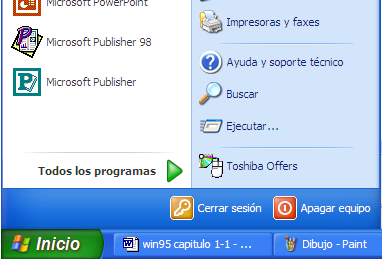 Microsoft PowerPoint
Microsoft Publisher 98
Microsoft Publisher
Todos los programas
Impresoras y faxes
Ayuda y soporte técnico
Buscar
Ejecutar...
Toshiba Offers
Cerrar sesión
Apagar equipo
Inicio
win95 capitulo 1-1 - ...
Dibujo - Paint